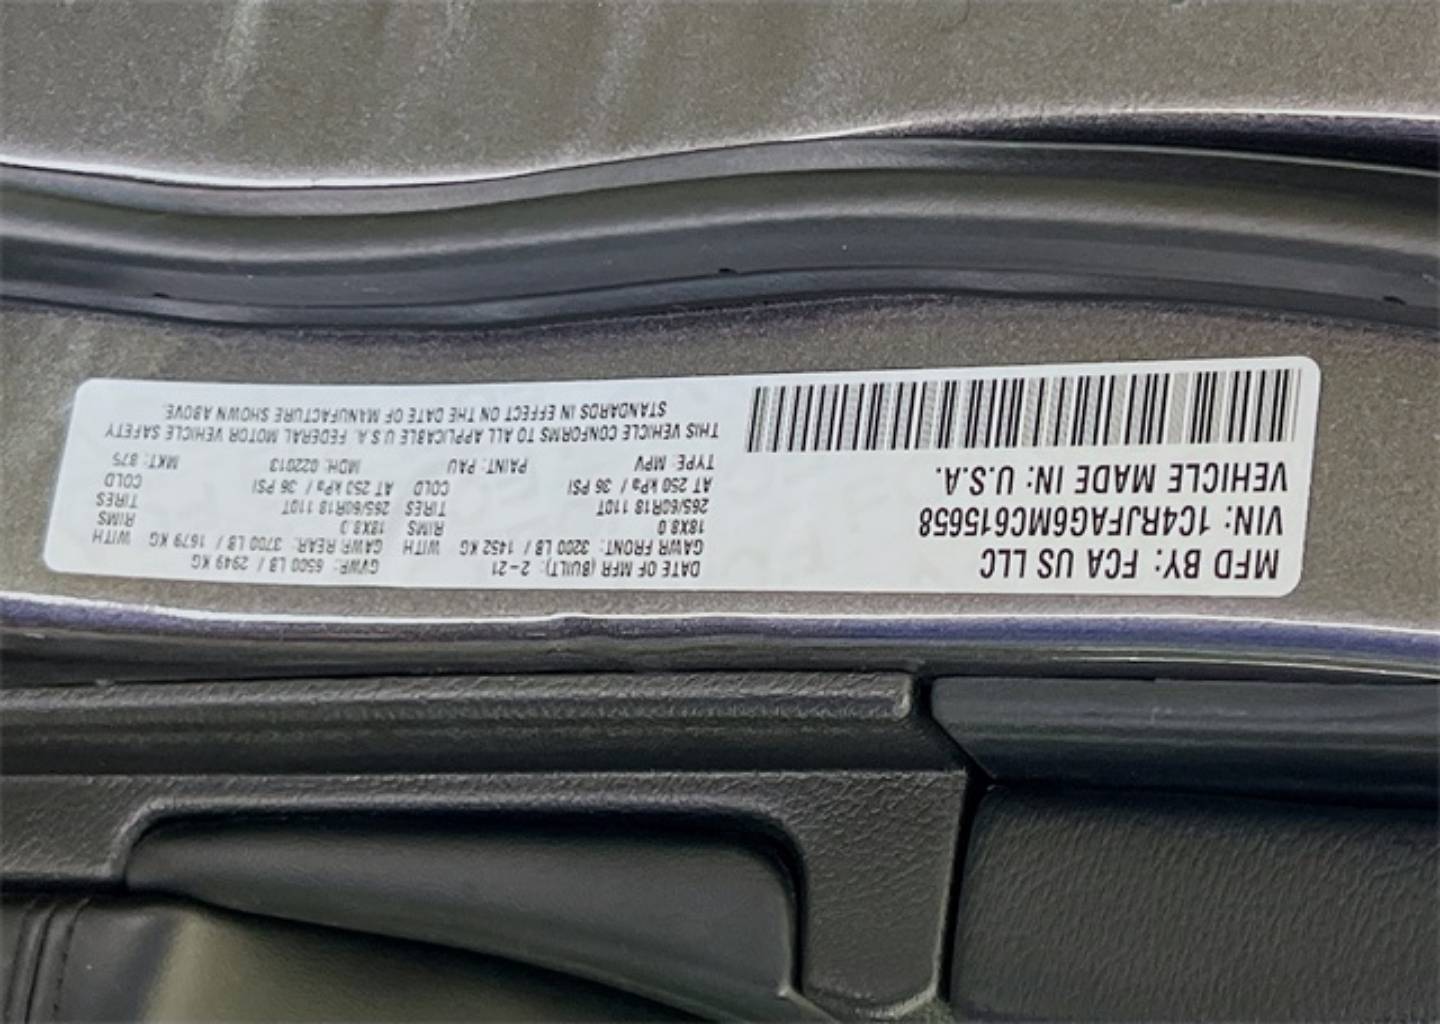 MFD BY: FCA US LLC
VIN: 1C4RJFAG6MC615658
VEHICLE MADE IN: U.S.A.
DATE OF MFR (BUILT): 2-21 GVWR: 6500 LB / 2949 KG
GAWR FRONT: 3200 LB / 1452 KG WITH GAWR REAR: 3700 LB / 1679 KG WITH
18X8.0 RIMS 18X8.0 RIMS
265/60R18 110T TIRES 265/60R18 110T TIRES
AT 250 kPa / 36 PSI COLD AT 250 kPa / 36 PSI COLD
TYPE: MPV PAINT: PAU MDH: 022013 MKT: 875
THIS VEHICLE CONFORMS TO ALL APPLICABLE U.S.A. FEDERAL MOTOR VEHICLE SAFETY
STANDARDS IN EFFECT ON THE DATE OF MANUFACTURE SHOWN ABOVE.